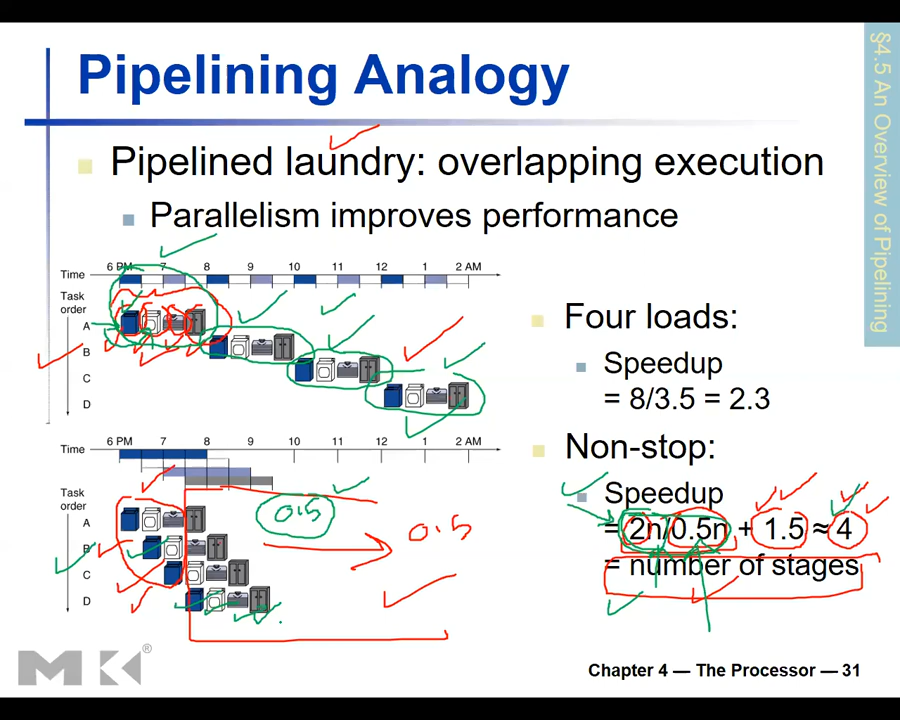 Pipelining Analogy
§4.5 An Overview of Pipelining
Pipelined laundry: overlapping execution
Parallelism improves performance
6 PM 7 8 9 10 11 12 1 2 AM
Time
Task
order
A
B
C
D
Four loads:
Speedup
= 8/3.5 = 2.3
Non-stop:
Speedup
= 2n/0.5n + 1.5 ≈ 4
= number of stages
6 PM 7 8 9 10 11 12 1 2 AM
Time
Task
order
A
B
C
D
0.5
0.5
MK®
Chapter 4 — The Processor — 31